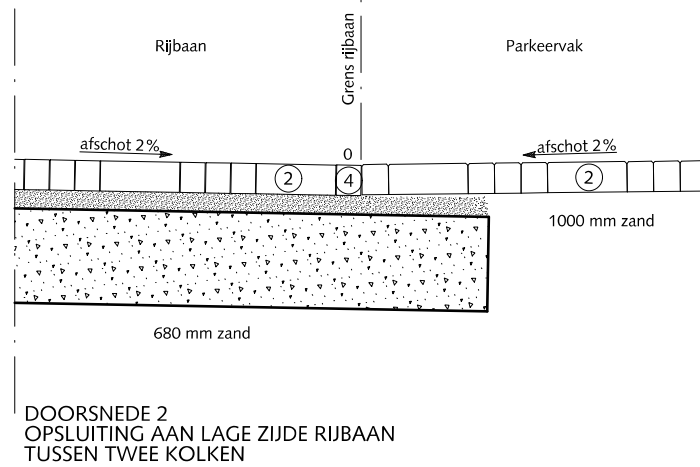 Rijbaan
Grens rijbaan
Parkeervak
afschot 2%
0
afschot 2%
2
4
2
1000 mm zand
680 mm zand
DOORSNEDE 2
OPSLUITING AAN LAGE ZIJDE RIJBAAN
TUSSEN TWEE KOLKEN